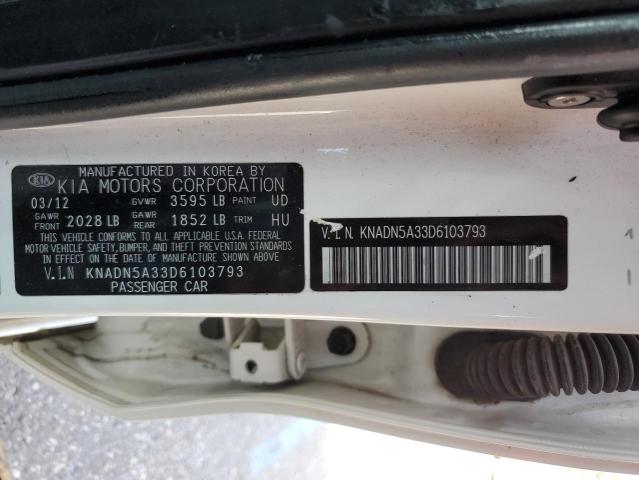 MANUFACTURED IN KOREA BY
KIA KIA MOTORS CORPORATION
03/12 GVWR 3595 LB PAINT UD
GAWR FRONT 2028 LB GAWR REAR 1852 LB TRIM HU
THIS VEHICLE CONFORMS TO ALL APPLICABLE U.S.A. FEDERAL
MOTOR VEHICLE SAFETY, BUMPER, AND THEFT PREVENTION STANDARDS
IN EFFECT ON THE DATE OF MANUFACTURE SHOWN ABOVE
V.I.N KNADN5A33D6103793
PASSENGER CAR
V.I.N. KNADN5A33D6103793